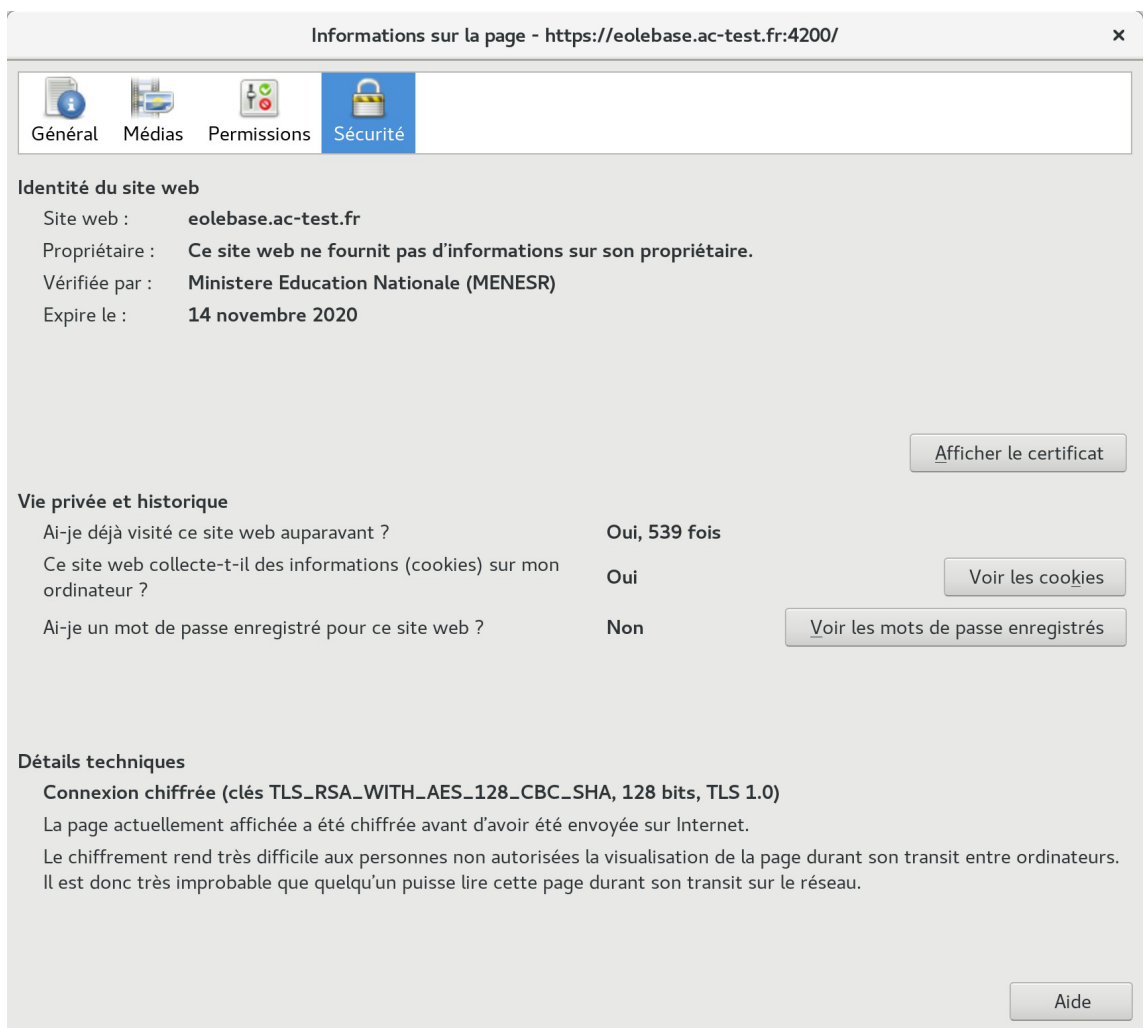 Informations sur la page - https://eolebase.ac-test.fr:4200/
×
Général Médias Permissions Sécurité
Identité du site web
Site web : eolebase.ac-test.fr
Propriétaire : Ce site web ne fournit pas d'informations sur son propriétaire.
Vérifiée par : Ministere Education Nationale (MENESR)
Expire le : 14 novembre 2020
Afficher le certificat
Vie privée et historique
Ai-je déjà visité ce site web auparavant ? Oui, 539 fois
Ce site web collecte-t-il des informations (cookies) sur mon
ordinateur ?
Oui Voir les cookies
Ai-je un mot de passe enregistré pour ce site web ? Non Voir les mots de passe enregistrés
Détails techniques
Connexion chiffrée (clés TLS_RSA_WITH_AES_128_CBC_SHA, 128 bits, TLS 1.0)
La page actuellement affichée a été chiffrée avant d'avoir été envoyée sur Internet.
Le chiffrement rend très difficile aux personnes non autorisées la visualisation de la page durant son transit entre ordinateurs.
Il est donc très improbable que quelqu'un puisse lire cette page durant son transit sur le réseau.
Aide